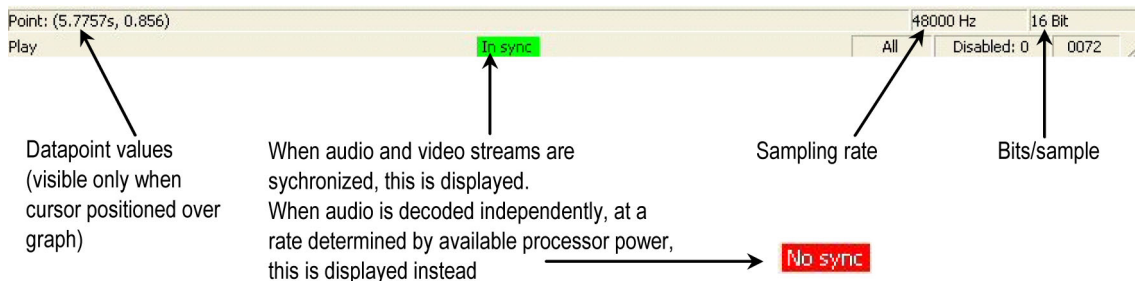 Point: (5.7757s, 0.856) 48000 Hz 16 Bit
Play In sync All Disabled: 0 0072
Datapoint values
(visible only when
cursor positioned over
graph)
When audio and video streams are
sychronized, this is displayed.
When audio is decoded independently, at a
rate determined by available processor power,
this is displayed instead
No sync
Sampling rate
Bits/sample